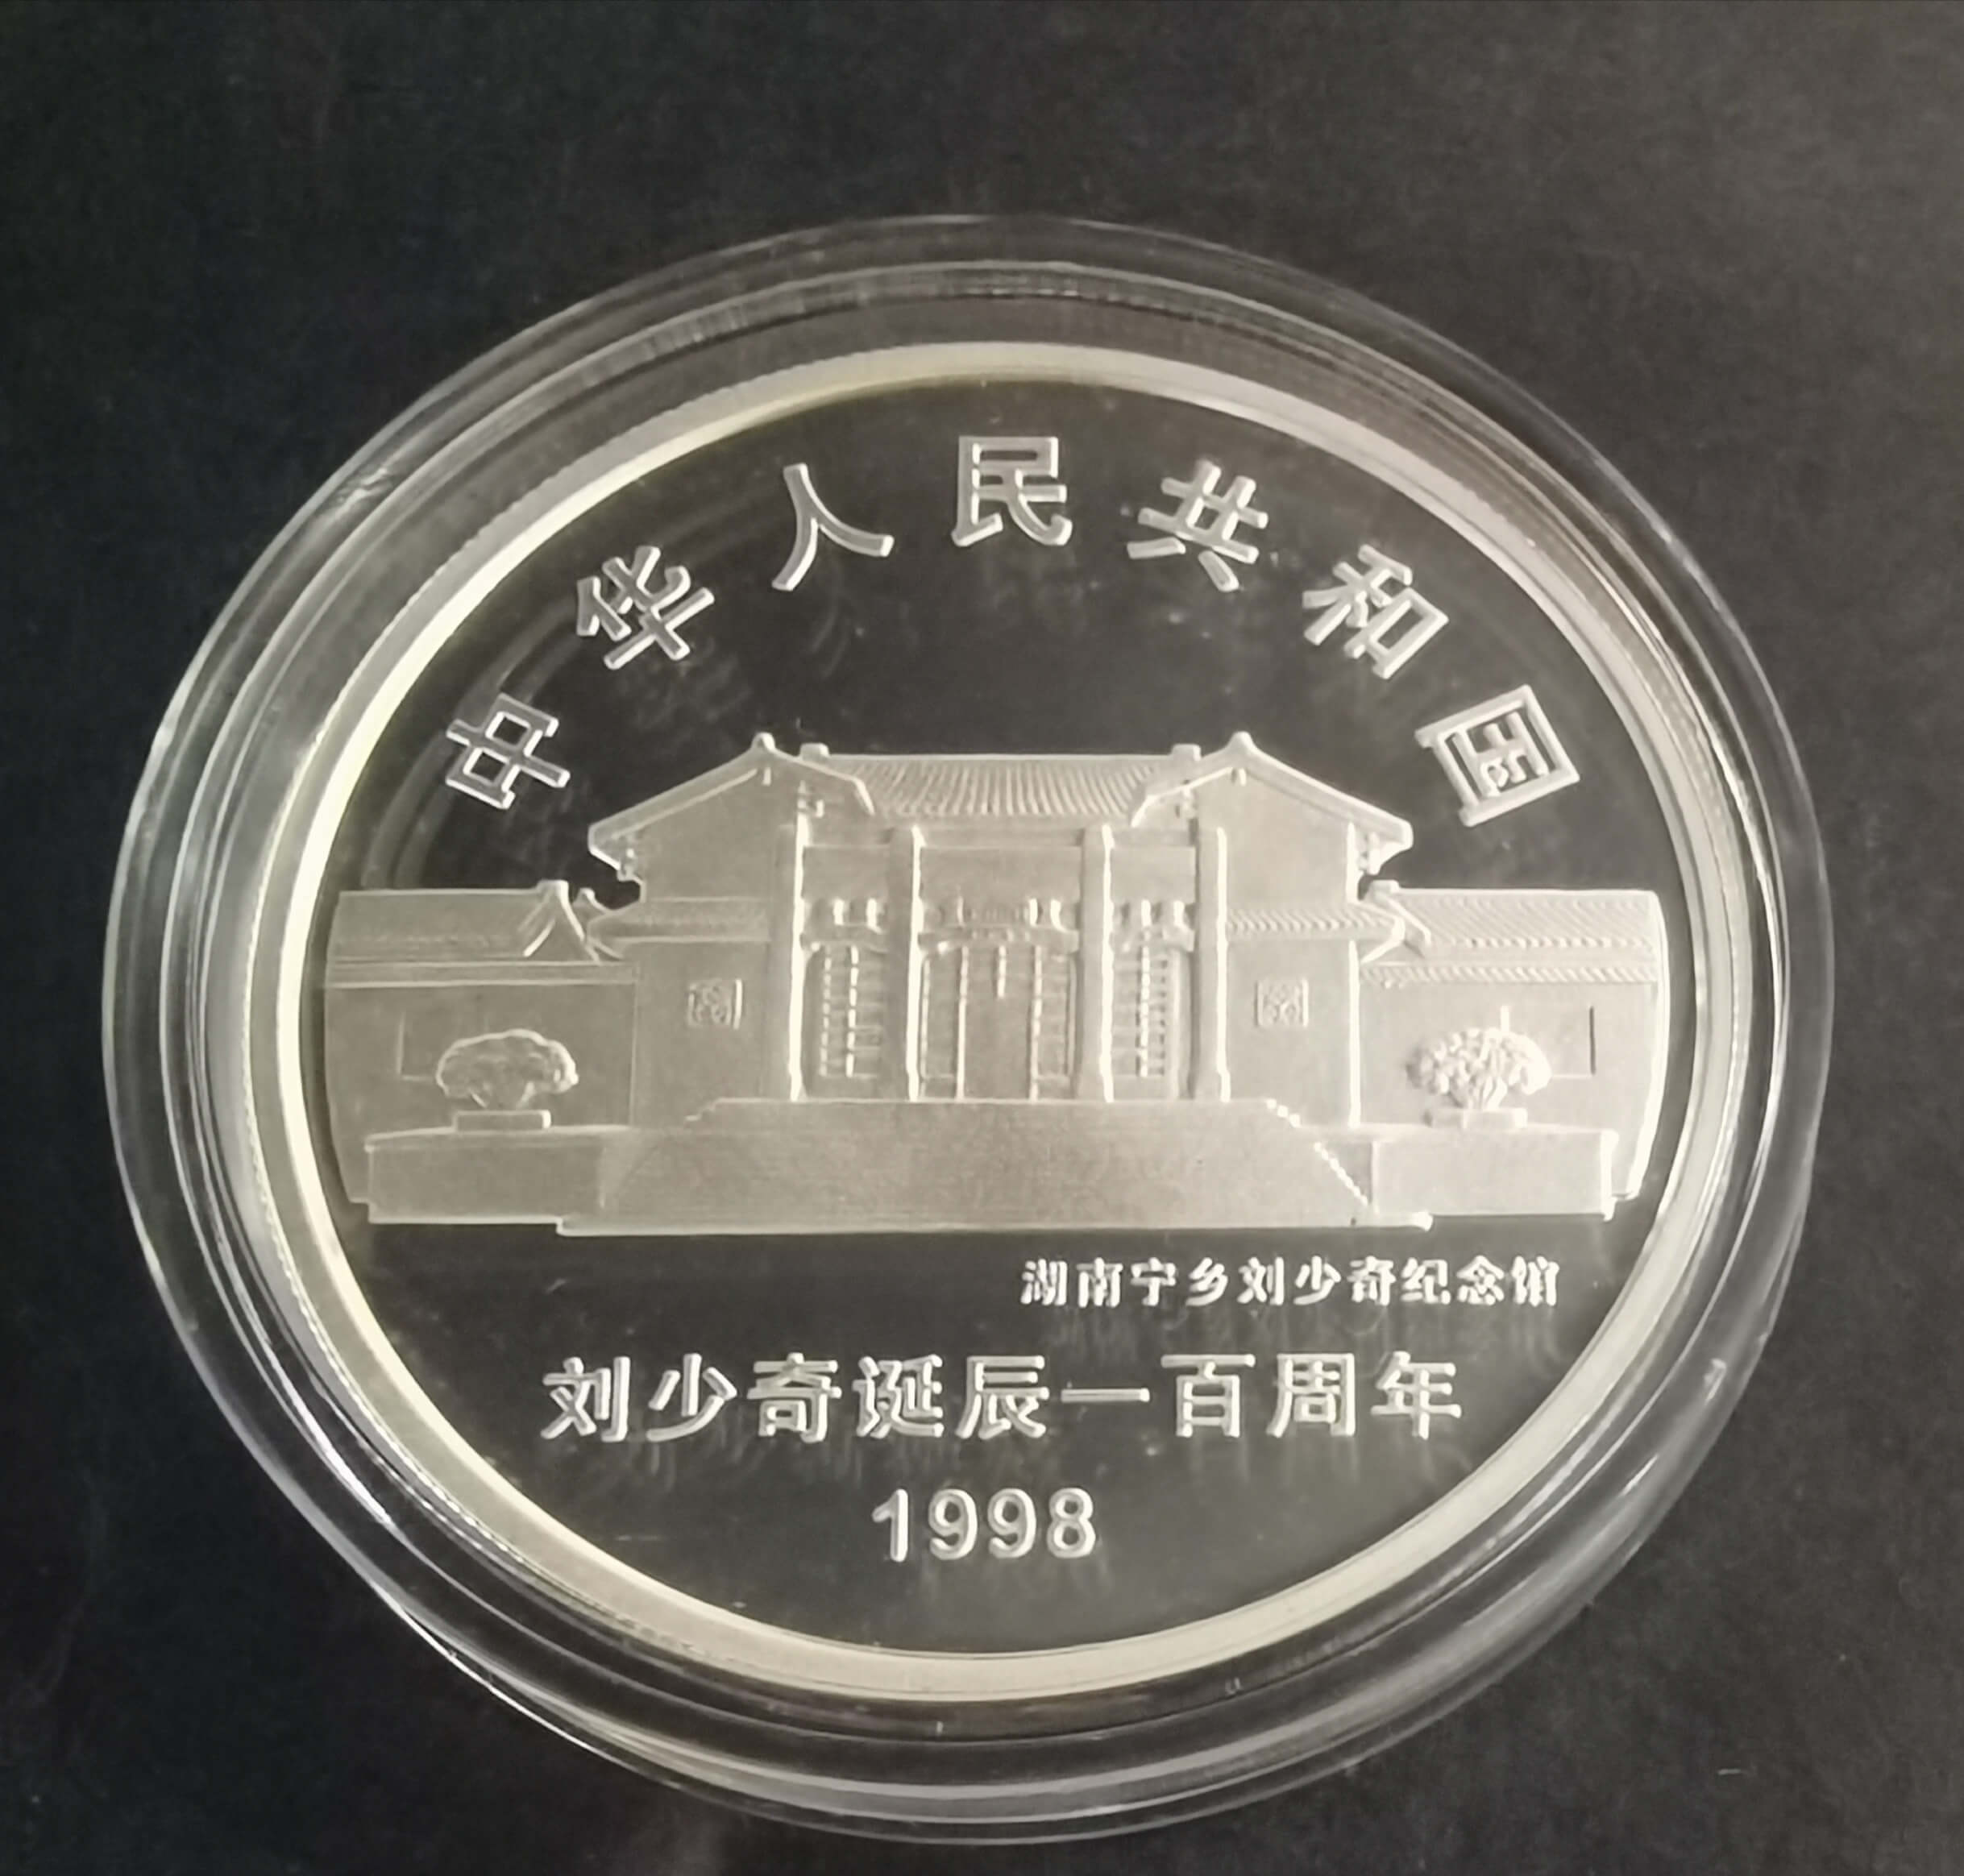 中华人民共和国
湖南宁乡刘少奇纪念馆
刘少奇诞辰一百周年
1998